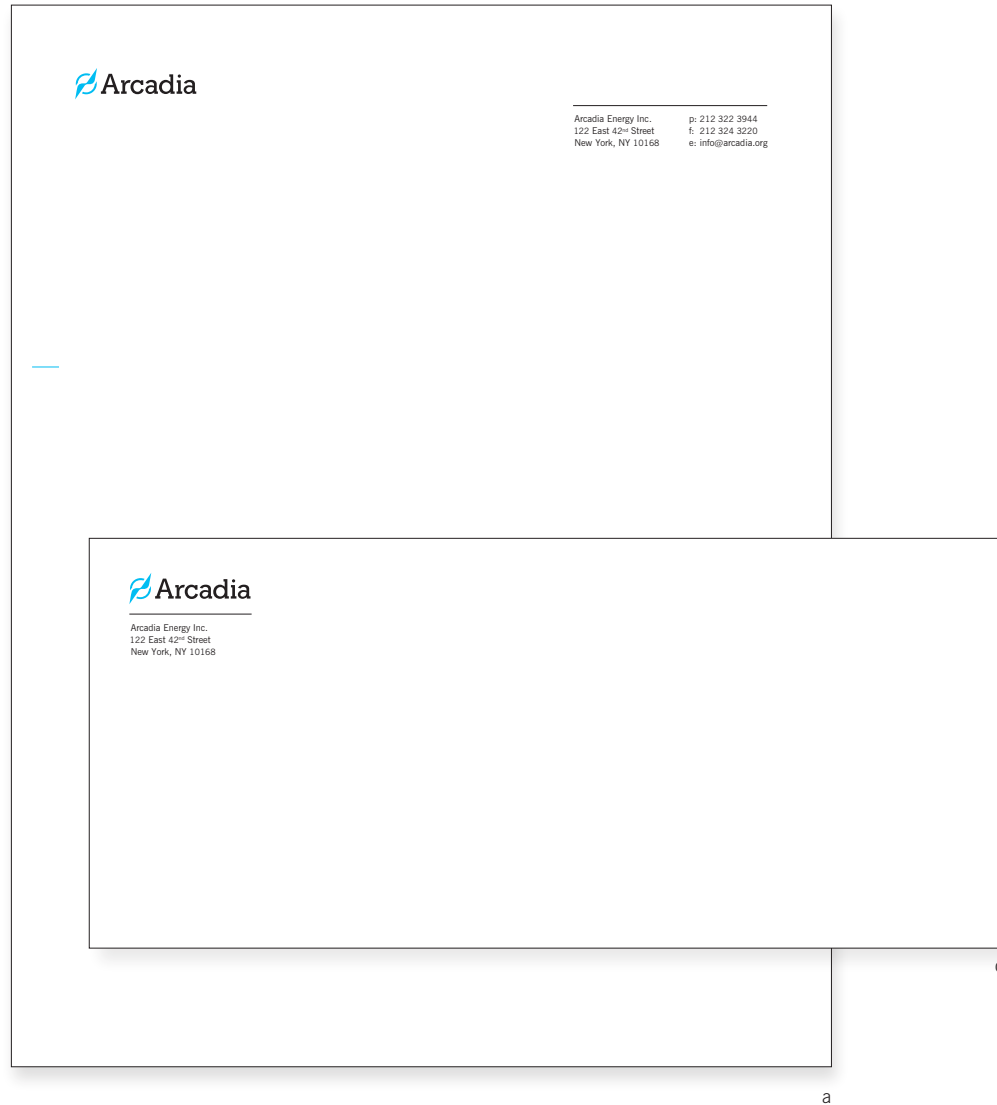 Arcadia
Arcadia Energy Inc.
122 East 42nd Street
New York, NY 10168
p: 212 322 3944
f: 212 324 3220
e: info@arcadia.org
Arcadia
Arcadia Energy Inc.
122 East 42nd Street
New York, NY 10168
a